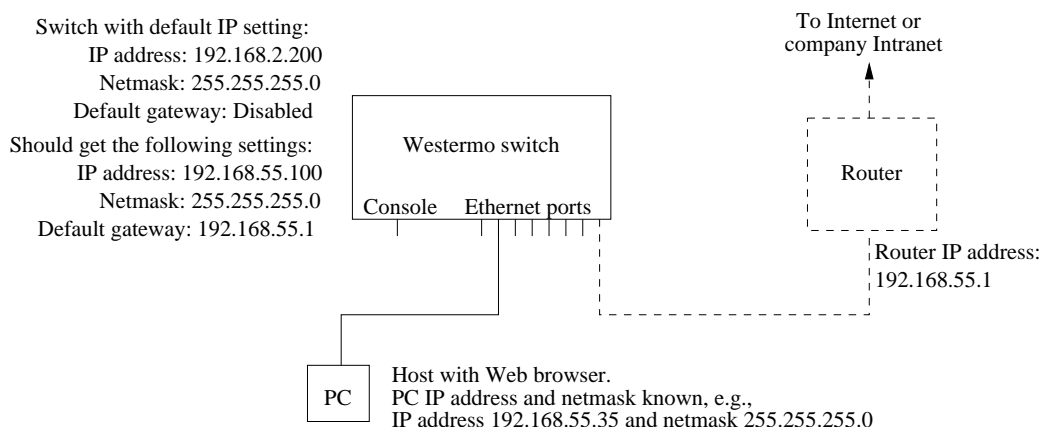 Switch with default IP setting:
IP address: 192.168.2.200
Netmask: 255.255.255.0
Default gateway: Disabled
Should get the following settings:
IP address: 192.168.55.100
Netmask: 255.255.255.0
Default gateway: 192.168.55.1
Westermo switch
Console
Ethernet ports
To Internet or
company Intranet
Router
Router IP address:
192.168.55.1
PC
Host with Web browser.
PC IP address and netmask known, e.g.,
IP address 192.168.55.35 and netmask 255.255.255.0